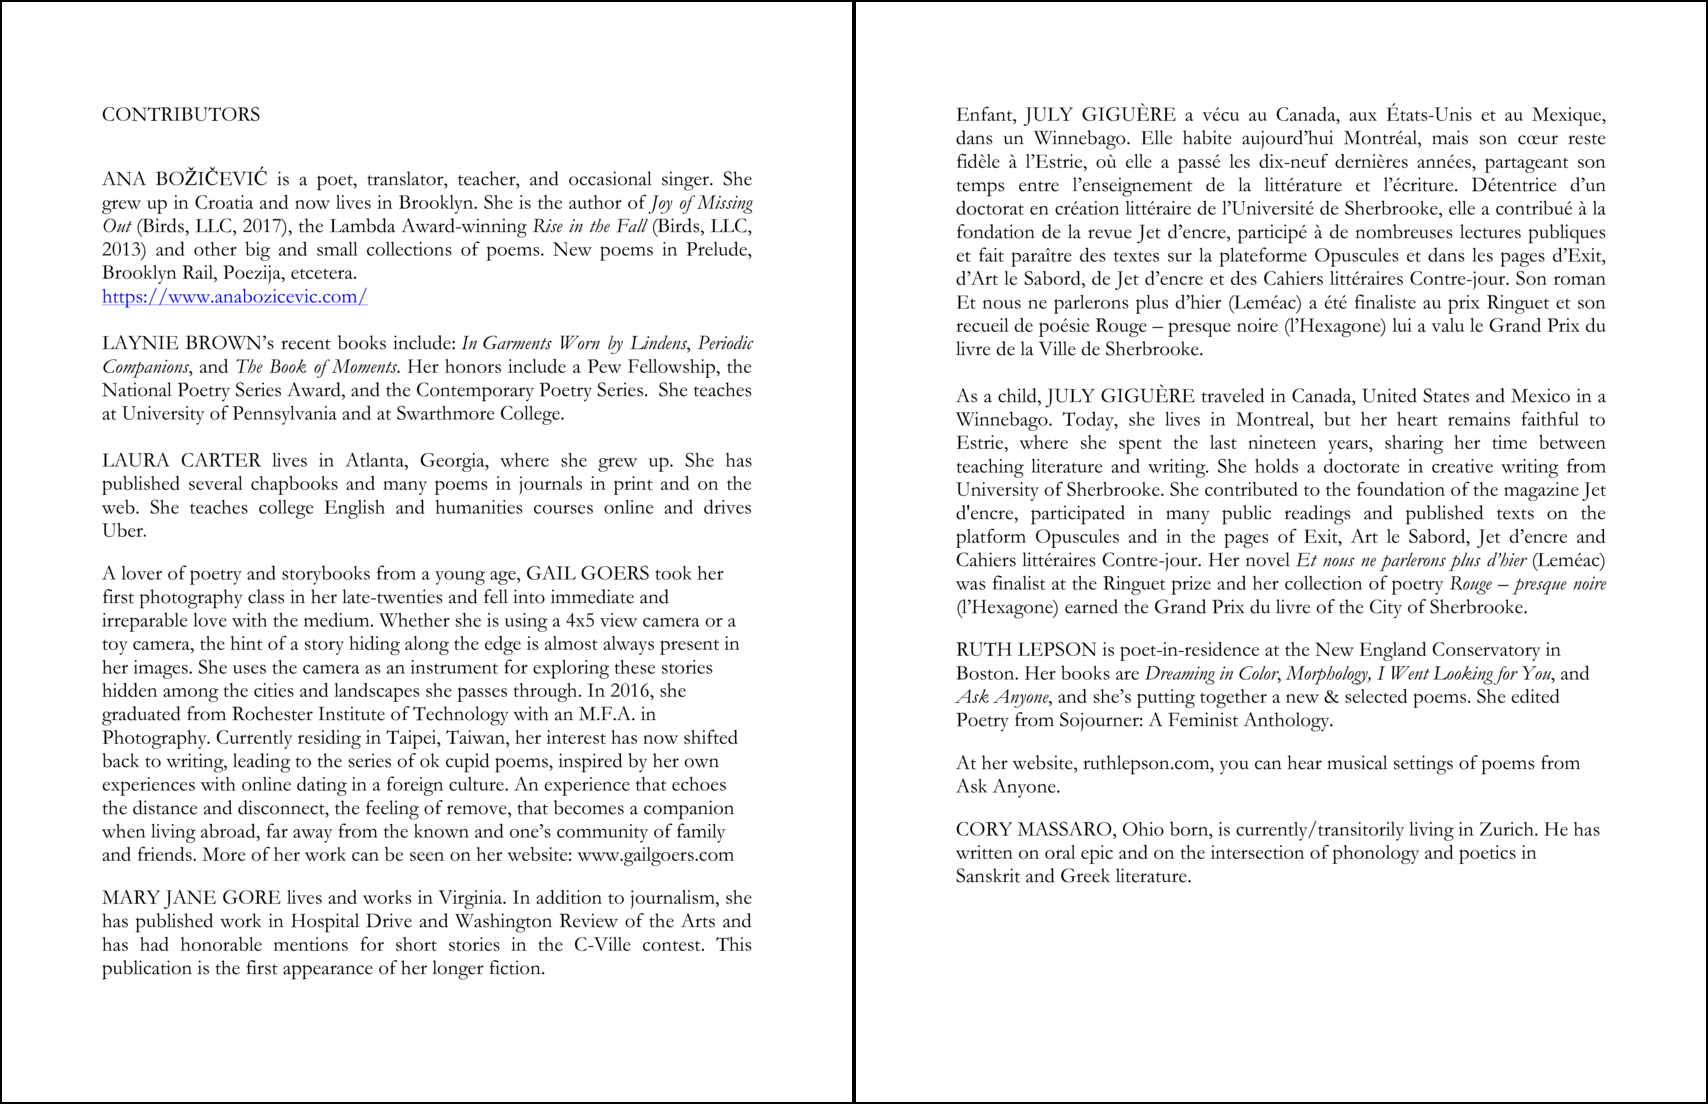 CONTRIBUTORS
ANA BOŽIČEVIĆ is a poet, translator, teacher, and occasional singer. She
grew up in Croatia and now lives in Brooklyn. She is the author of Joy of Missing
Out (Birds, LLC, 2017), the Lambda Award-winning Rise in the Fall (Birds, LLC,
2013) and other big and small collections of poems. New poems in Prelude,
Brooklyn Rail, Poezija, etcetera.
https://www.anabozicevic.com/
LAYNIE BROWN’s recent books include: In Garments Worn by Lindens, Periodic
Companions, and The Book of Moments. Her honors include a Pew Fellowship, the
National Poetry Series Award, and the Contemporary Poetry Series.  She teaches
at University of Pennsylvania and at Swarthmore College.
LAURA CARTER lives in Atlanta, Georgia, where she grew up. She has
published several chapbooks and many poems in journals in print and on the
web. She teaches college English and humanities courses online and drives
Uber.
A lover of poetry and storybooks from a young age, GAIL GOERS took her
first photography class in her late-twenties and fell into immediate and
irreparable love with the medium. Whether she is using a 4x5 view camera or a
toy camera, the hint of a story hiding along the edge is almost always present in
her images. She uses the camera as an instrument for exploring these stories
hidden among the cities and landscapes she passes through. In 2016, she
graduated from Rochester Institute of Technology with an M.F.A. in
Photography. Currently residing in Taipei, Taiwan, her interest has now shifted
back to writing, leading to the series of ok cupid poems, inspired by her own
experiences with online dating in a foreign culture. An experience that echoes
the distance and disconnect, the feeling of remove, that becomes a companion
when living abroad, far away from the known and one’s community of family
and friends. More of her work can be seen on her website: www.gailgoers.com
MARY JANE GORE lives and works in Virginia. In addition to journalism, she
has published work in Hospital Drive and Washington Review of the Arts and
has had honorable mentions for short stories in the C-Ville contest. This
publication is the first appearance of her longer fiction.
Enfant, JULY GIGUÈRE a vécu au Canada, aux États-Unis et au Mexique,
dans un Winnebago. Elle habite aujourd’hui Montréal, mais son cœur reste
fidèle à l’Estrie, où elle a passé les dix-neuf dernières années, partageant son
temps entre l’enseignement de la littérature et l’écriture. Détentrice d’un
doctorat en création littéraire de l’Université de Sherbrooke, elle a contribué à la
fondation de la revue Jet d’encre, participé à de nombreuses lectures publiques
et fait paraître des textes sur la plateforme Opuscules et dans les pages d’Exit,
d’Art le Sabord, de Jet d’encre et des Cahiers littéraires Contre-jour. Son roman
Et nous ne parlerons plus d’hier (Leméac) a été finaliste au prix Ringuet et son
recueil de poésie Rouge – presque noire (l’Hexagone) lui a valu le Grand Prix du
livre de la Ville de Sherbrooke.
As a child, JULY GIGUÈRE traveled in Canada, United States and Mexico in a
Winnebago. Today, she lives in Montreal, but her heart remains faithful to
Estrie, where she spent the last nineteen years, sharing her time between
teaching literature and writing. She holds a doctorate in creative writing from
University of Sherbrooke. She contributed to the foundation of the magazine Jet
d'encre, participated in many public readings and published texts on the
platform Opuscules and in the pages of Exit, Art le Sabord, Jet d’encre and
Cahiers littéraires Contre-jour. Her novel Et nous ne parlerons plus d’hier (Leméac)
was finalist at the Ringuet prize and her collection of poetry Rouge – presque noire
(l’Hexagone) earned the Grand Prix du livre of the City of Sherbrooke.
RUTH LEPSON is poet-in-residence at the New England Conservatory in
Boston. Her books are Dreaming in Color, Morphology, I Went Looking for You, and
Ask Anyone, and she’s putting together a new & selected poems. She edited
Poetry from Sojourner: A Feminist Anthology.
At her website, ruthlepson.com, you can hear musical settings of poems from
Ask Anyone.
CORY MASSARO, Ohio born, is currently/transitorily living in Zurich. He has
written on oral epic and on the intersection of phonology and poetics in
Sanskrit and Greek literature.